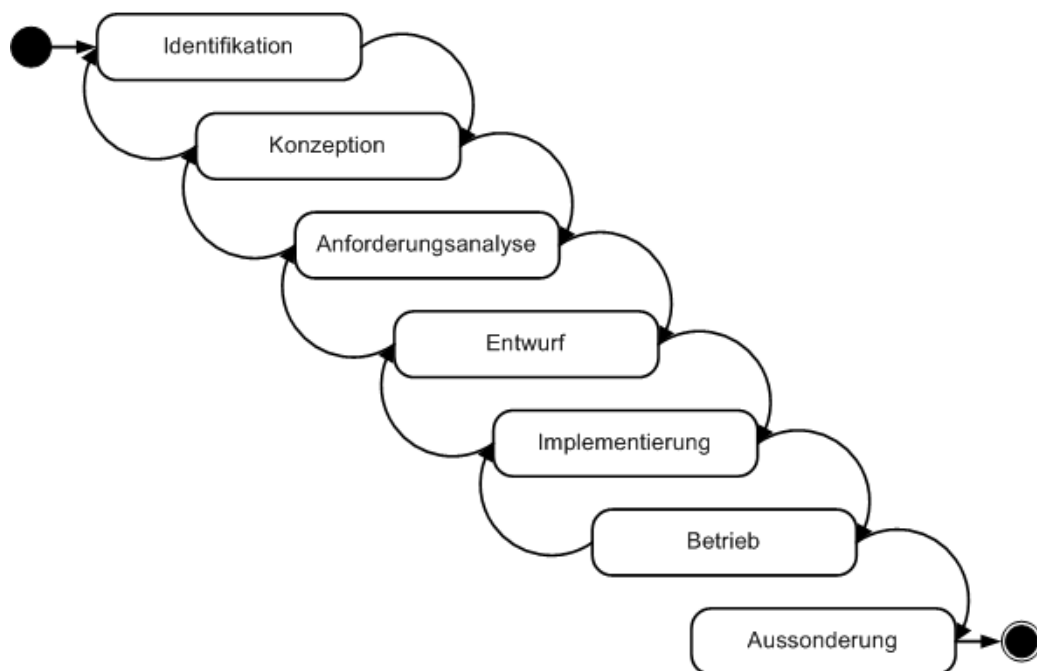 Identifikation
Konzeption
Anforderungsanalyse
Entwurf
Implementierung
Betrieb
Aussonderung